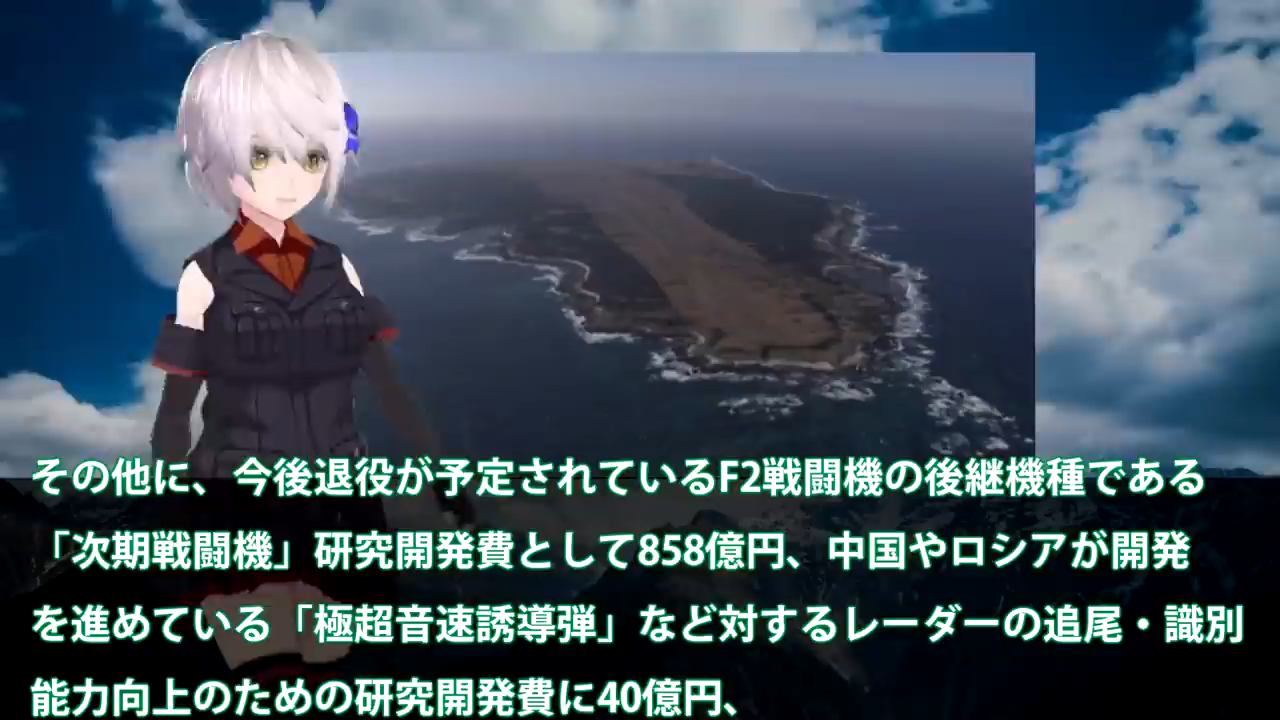 その他に、今後退役が予定されているF2戦闘機の後継機種である
「次期戦闘機」研究開発費として858億円、中国やロシアが開発
を進めている「極超音速誘導弾」など対するレーダーの追尾・識別
能力向上のための研究開発費に40億円、